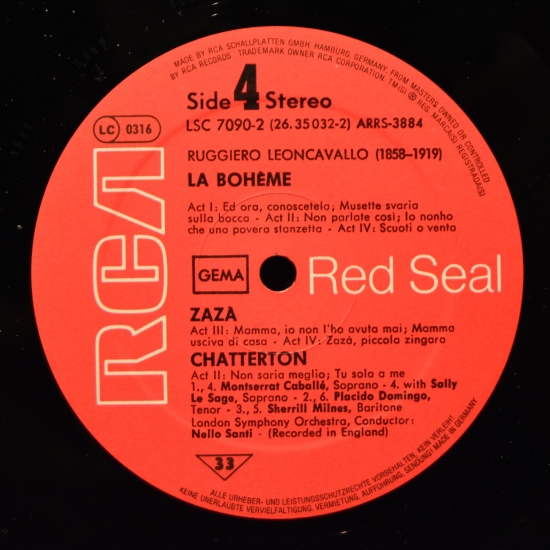 MADE BY RCA SCHALLPLATTEN GMBH, HAMBURG, GERMANY, FROM MASTERS OWNED OR CONTROLLED
BY RCA RECORDS TRADEMARK OWNER RCA CORPORATION. TM(S) ® REG. MARCA(S) REGISTRADA(S)
Side 4 Stereo
LC 0316
LSC 7090-2 (26.35032-2) ARRS-3884
RUGGIERO LEONCAVALLO (1858–1919)
LA BOHÈME
Act I: Ed ora, conoscetela; Musette svaria
sulla bocca - Act II: Non parlate così; Io nonho
che una povera stanzetta - Act IV: Scuoti o vento
RCA
GEMA
Red Seal
ZAZÀ
Act III: Mamma, io non l'ho avuta mai; Mamma
usciva di casa - Act IV: Zazà, piccola zingara
CHATTERTON
Act II: Non saria meglio; Tu sola a me
1., 4. Montserrat Caballé, Soprano - 4. with Sally
Le Sage, Soprano - 2., 6. Placido Domingo,
Tenor - 3., 5. Sherrill Milnes, Baritone
London Symphony Orchestra, Conductor:
Nello Santi - (Recorded in England)
33
ALLE URHEBER- UND LEISTUNGSSCHUTZRECHTE VORBEHALTEN. KEIN VERLEIH!
KEINE UNERLAUBTE VERVIELFÄLTIGUNG, VERMIETUNG, AUFFÜHRUNG, SENDUNG! MADE IN GERMANY